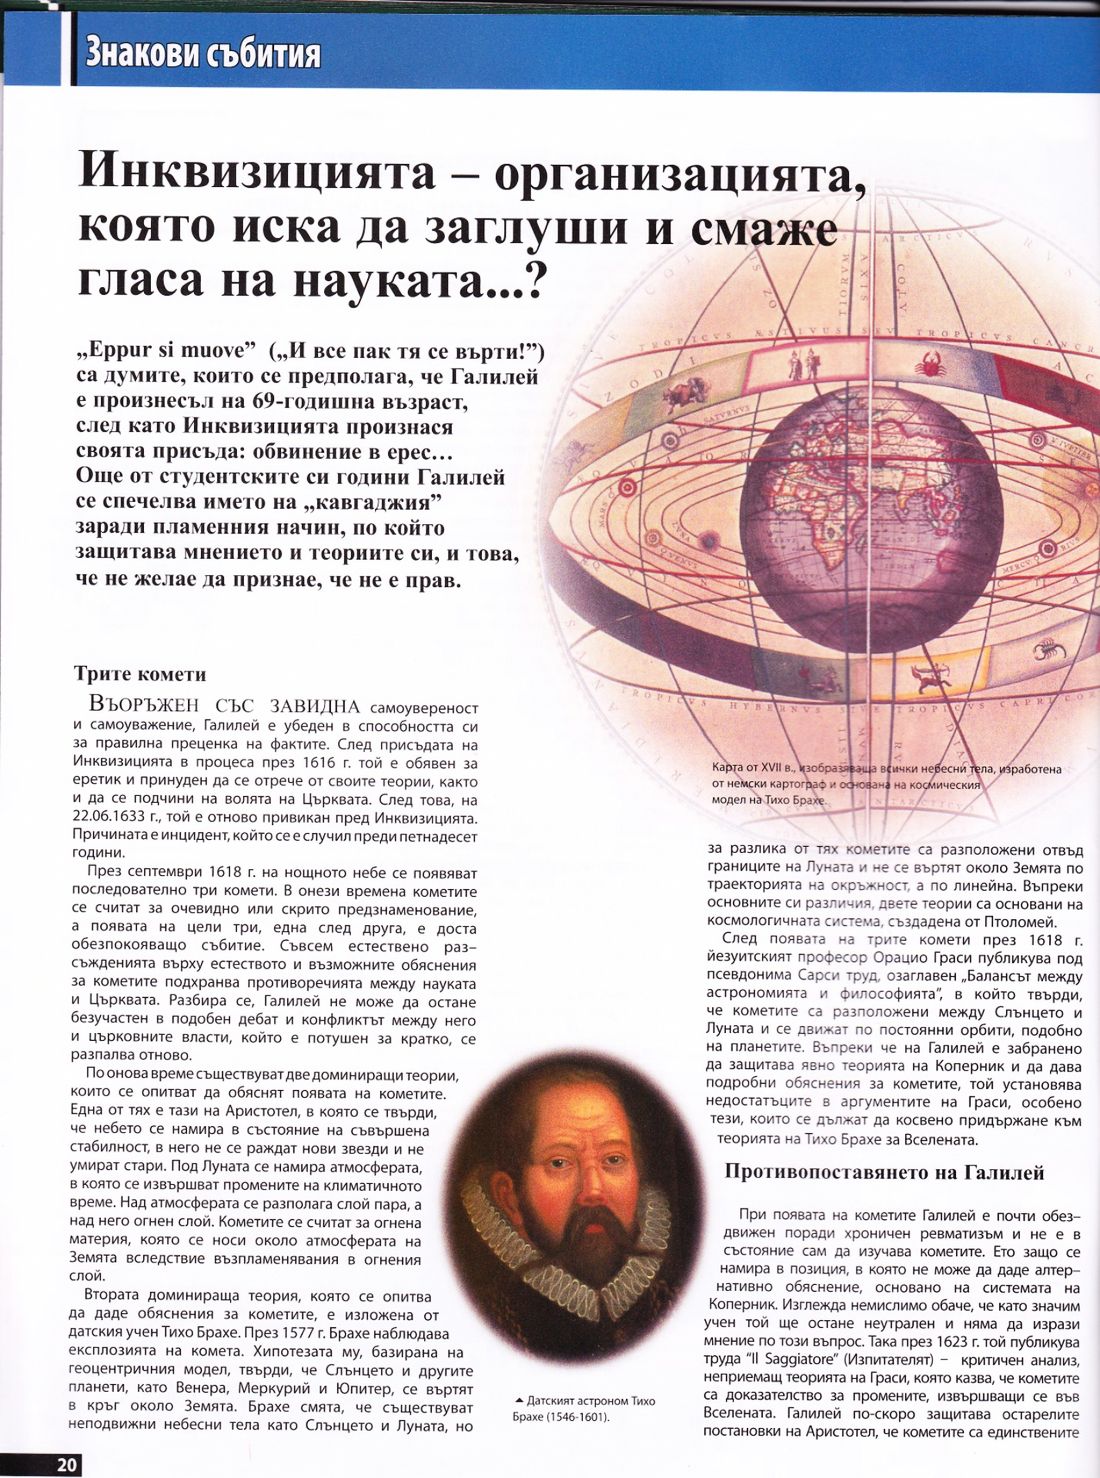 Знакови събития
Инквизицията – организацията,
която иска да заглуши и смаже
гласа на науката...?
„Eppur si muove” („И все пак тя се върти!”)
са думите, които се предполага, че Галилей
е произнесъл на 69-годишна възраст,
след като Инквизицията произнася
своята присъда: обвинение в ерес…
Още от студентските си години Галилей
се спечелва името на „кавгаджия”
заради пламенния начин, по който
защитава мнението и теориите си, и това,
че не желае да признае, че не е прав.
Трите комети
ВЪОРЪЖЕН СЪС ЗАВИДНА самоувереност
и самоуважение, Галилей е убеден в способността си
за правилна преценка на фактите. След присъдата на
Инквизицията в процеса през 1616 г. той е обявен за
еретик и принуден да се отрече от своите теории, както
и да се подчини на волята на Църквата. След това, на
22.06.1633 г., той е отново привикан пред Инквизицията.
Причината е инцидент, който се е случил преди петнадесет
години.
През септември 1618 г. на нощното небе се появяват
последователно три комети. В онези времена кометите
се считат за очевидно или скрито предзнаменование,
а появата на цели три, една след друга, е доста
обезпокояващо събитие. Съвсем естествено раз–
съжденията върху естеството и възможните обяснения
за кометите подхранва противоречията между науката
и Църквата. Разбира се, Галилей не може да остане
безучастен в подобен дебат и конфликтът между него
и църковните власти, който е потушен за кратко, се
разпалва отново.
По онова време съществуват две доминиращи теории,
които се опитват да обяснят появата на кометите.
Една от тях е тази на Аристотел, в която се твърди,
че небето се намира в състояние на съвършена
стабилност, в него не се раждат нови звезди и не
умират стари. Под Луната се намира атмосферата,
в която се извършват промените на климатичното
време. Над атмосферата се разполага слой пара, а
над него огнен слой. Кометите се считат за огнена
материя, която се носи около атмосферата на
Земята вследствие възпламенявания в огнения
слой.
Втората доминираща теория, която се опитва
да даде обяснения за кометите, е изложена от
датския учен Тихо Брахе. През 1577 г. Брахе наблюдава
експлозията на комета. Хипотезата му, базирана на
геоцентричния модел, твърди, че Слънцето и другите
планети, като Венера, Меркурий и Юпитер, се въртят
в кръг около Земята. Брахе смята, че съществуват
неподвижни небесни тела като Слънцето и Луната, но
Карта от XVII в., изобразяваща всички небесни тела, изработена
от немски картограф и основана на космическия
модел на Тихо Брахе.
за разлика от тях кометите са разположени отвъд
границите на Луната и не се въртят около Земята по
траекторията на окръжност, а по линейна. Въпреки
основните си различия, двете теории са основани на
космологичната система, създадена от Птоломей.
След появата на трите комети през 1618 г.
йезуитският професор Орацио Граси публикува под
псевдонима Сарси труд, озаглавен „Балансът между
астрономията и философията”, в който твърди,
че кометите са разположени между Слънцето и
Луната и се движат по постоянни орбити, подобно
на планетите. Въпреки че на Галилей е забранено
да защитава явно теорията на Коперник и да дава
подробни обяснения за кометите, той установява
недостатъците в аргументите на Граси, особено
тези, които се дължат да косвено придържане към
теорията на Тихо Брахе за Вселената.
Противопоставянето на Галилей
При появата на кометите Галилей е почти обез–
движен поради хроничен ревматизъм и не е в
състояние сам да изучава кометите. Ето защо се
намира в позиция, в която не може да даде алтер–
нативно обяснение, основано на системата на
Коперник. Изглежда немислимо обаче, че като значим
учен той ще остане неутрален и няма да изрази
мнение по този въпрос. Така през 1623 г. той публикува
труда “Il Saggiatore” (Изпитателят) – критичен анализ,
неприемащ теорията на Граси, която казва, че кометите
са доказателство за промените, извършващи се във
Вселената. Галилей по-скоро защитава остарелите
постановки на Аристотел, че кометите са единствените
Датският астроном Тихо
Брахе (1546-1601).
20